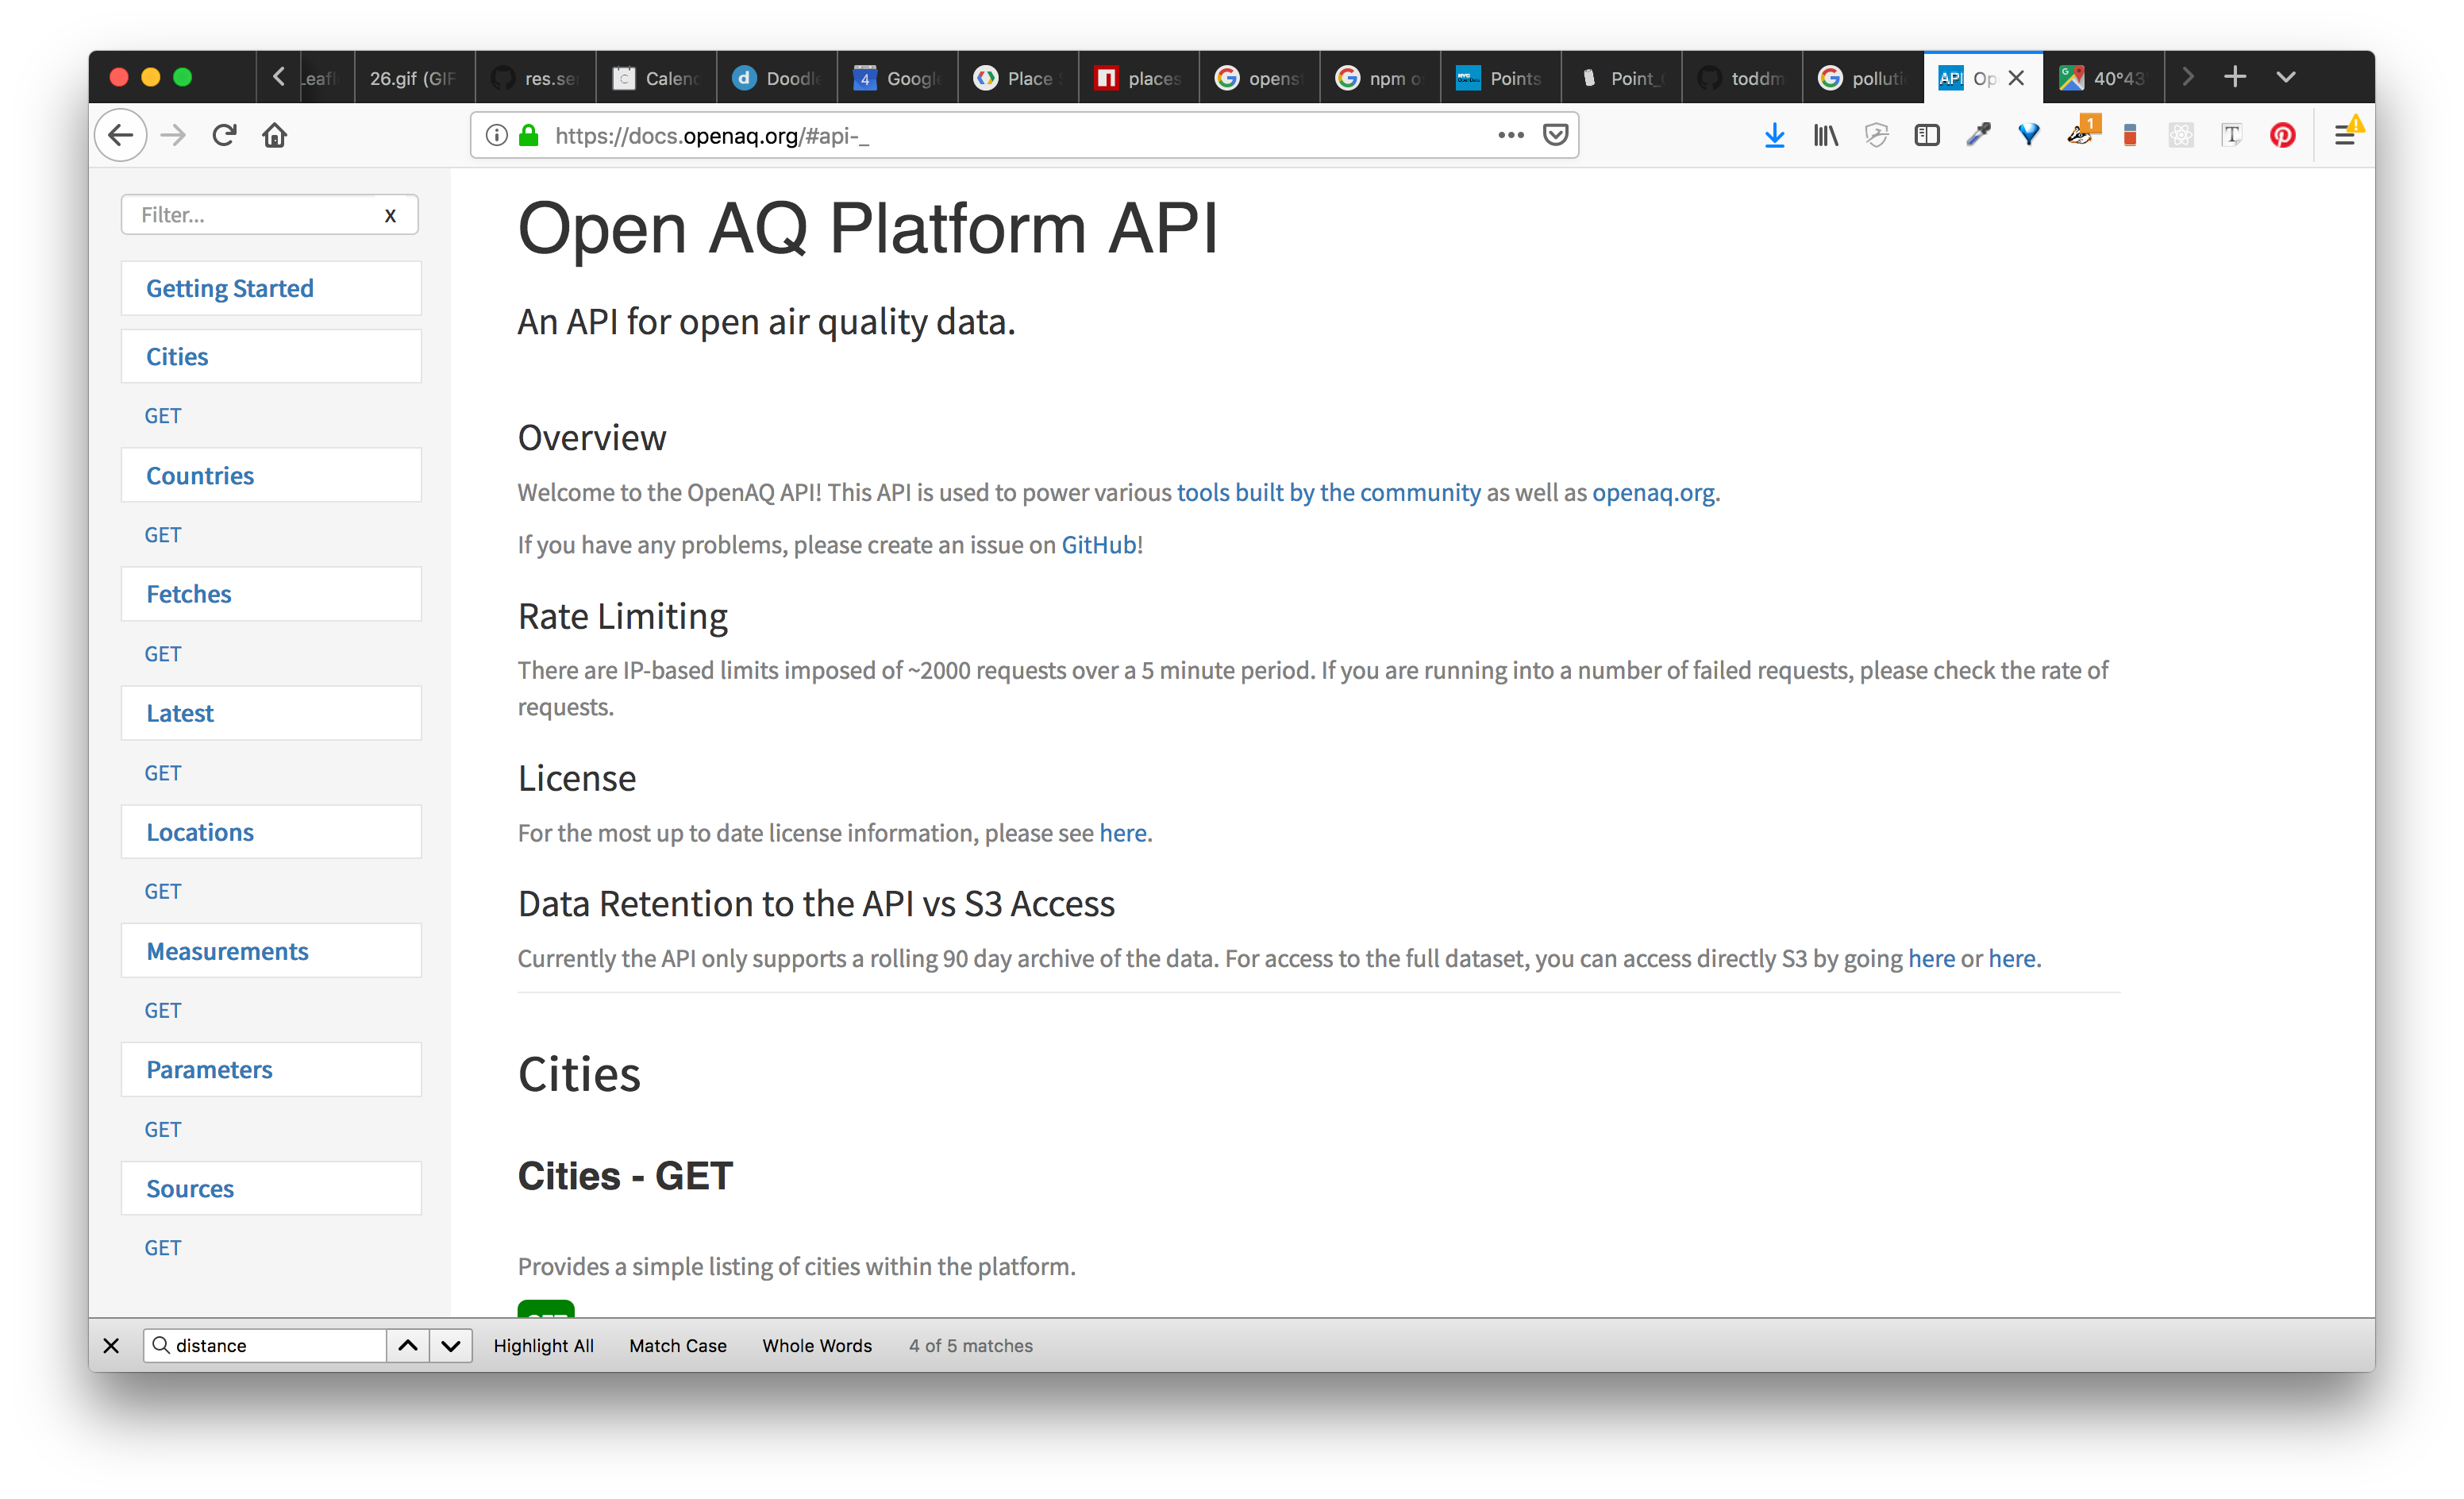 Leafl
26.gif (GIF
res.se
Calend
Doodle
4
Google
Place
places
openst
npm o
Points
Point_
toddm
polluti
API
Op
40°43'
https://docs.openaq.org/#api-_
1
Filter...
x
Getting Started
Cities
GET
Countries
GET
Fetches
GET
Latest
GET
Locations
GET
Measurements
GET
Parameters
GET
Sources
GET
Open AQ Platform API
An API for open air quality data.
Overview
Welcome to the OpenAQ API! This API is used to power various tools built by the community as well as openaq.org.
If you have any problems, please create an issue on GitHub!
Rate Limiting
There are IP-based limits imposed of ~2000 requests over a 5 minute period. If you are running into a number of failed requests, please check the rate of
requests.
License
For the most up to date license information, please see here.
Data Retention to the API vs S3 Access
Currently the API only supports a rolling 90 day archive of the data. For access to the full dataset, you can access directly S3 by going here or here.
Cities
Cities - GET
Provides a simple listing of cities within the platform.
distance
Highlight All
Match Case
Whole Words
4 of 5 matches